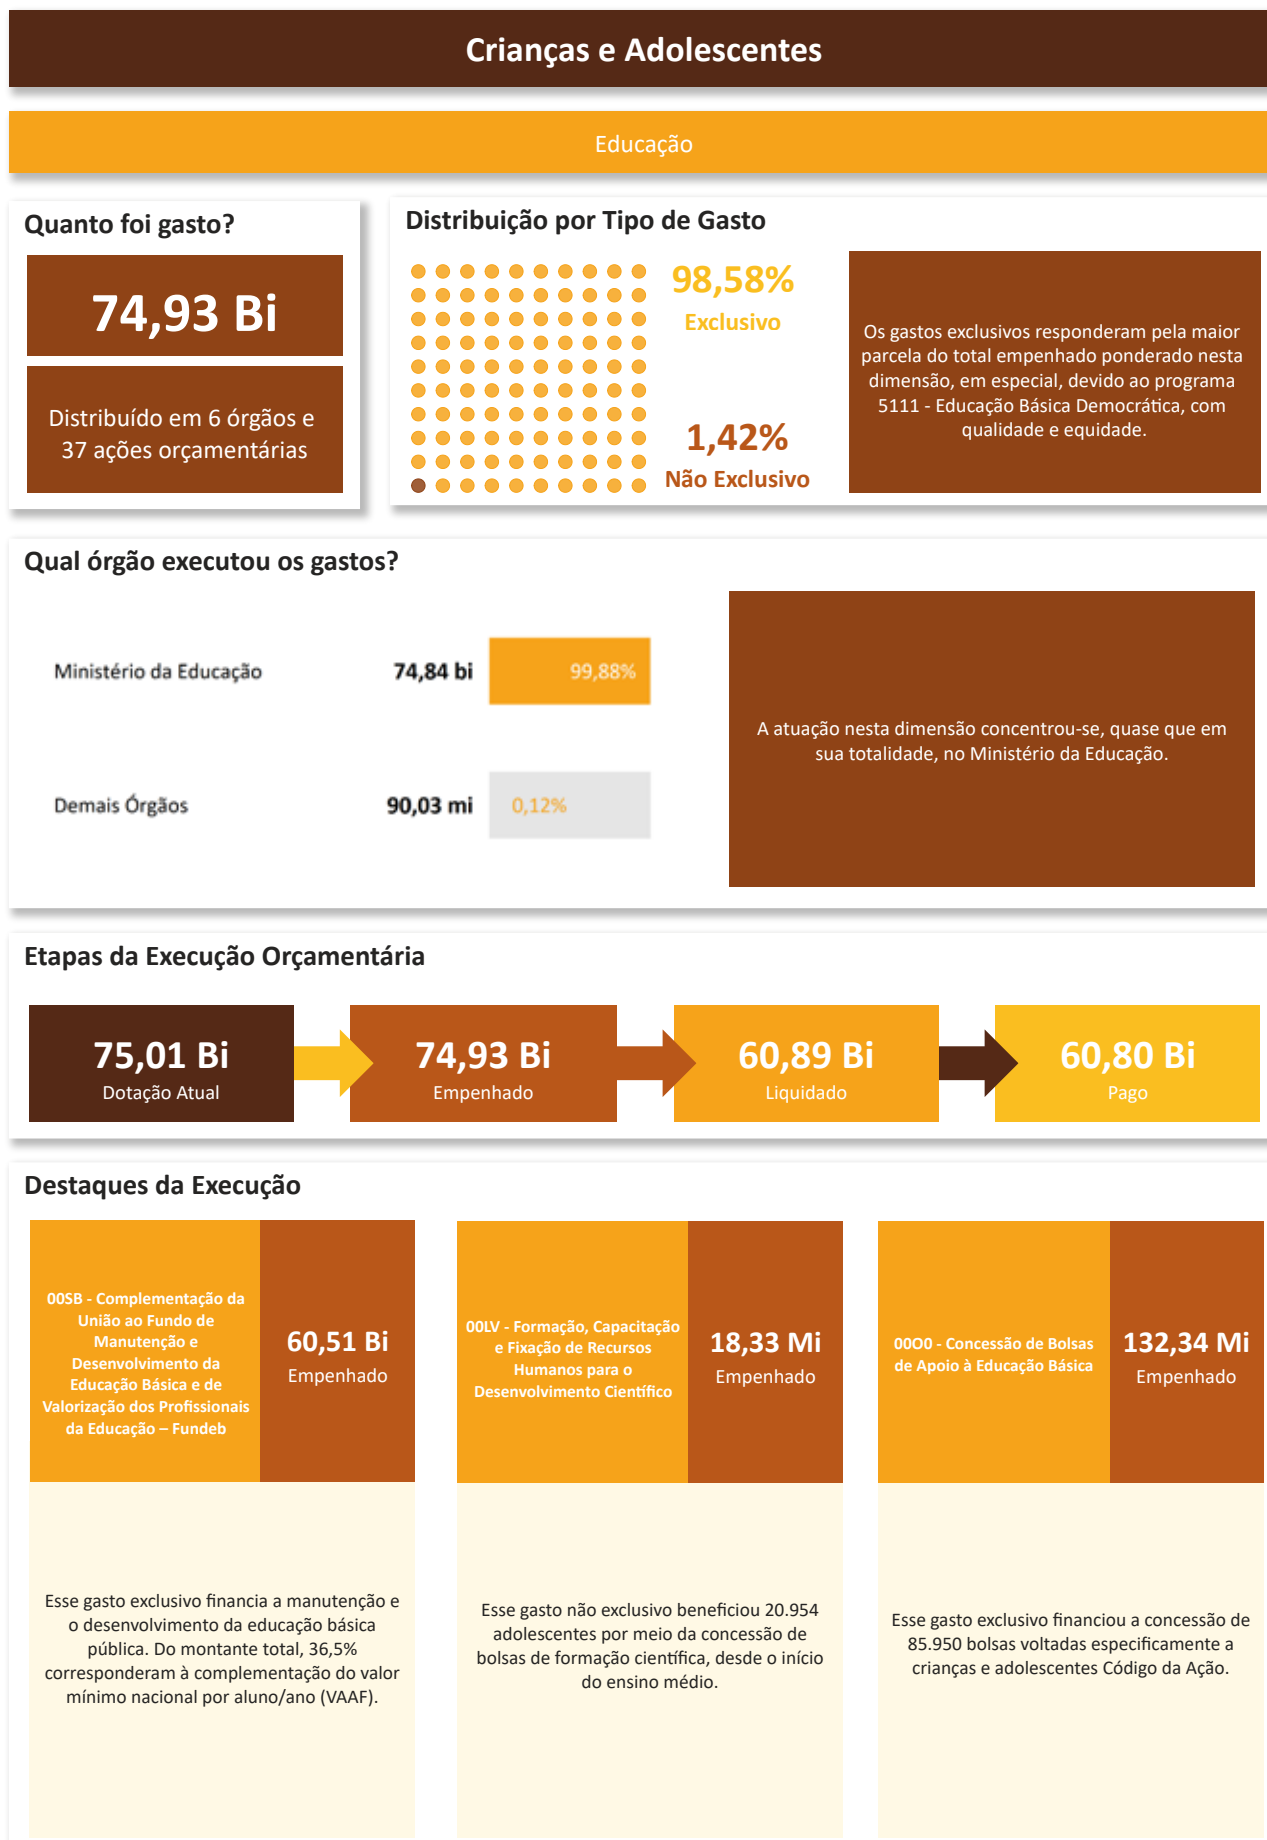 Crianças e Adolescentes
Educação
Quanto foi gasto?
74,93 Bi
Distribuído em 6 órgãos e
37 ações orçamentárias
Distribuição por Tipo de Gasto
98,58%
Exclusivo
1,42%
Não Exclusivo
Os gastos exclusivos responderam pela maior
parcela do total empenhado ponderado nesta
dimensão, em especial, devido ao programa
5111 - Educação Básica Democrática, com
qualidade e equidade.
Qual órgão executou os gastos?
Ministério da Educação
74,84 bi
99,88%
Demais Órgãos
90,03 mi
0,12%
A atuação nesta dimensão concentrou-se, quase que em
sua totalidade, no Ministério da Educação.
Etapas da Execução Orçamentária
75,01 Bi
Dotação Atual
74,93 Bi
Empenhado
60,89 Bi
Liquidado
60,80 Bi
Pago
Destaques da Execução
00SB - Complementação da
União ao Fundo de
Manutenção e
Desenvolvimento da
Educação Básica e de
Valorização dos Profissionais
da Educação – Fundeb
60,51 Bi
Empenhado
Esse gasto exclusivo financia a manutenção e
o desenvolvimento da educação básica
pública. Do montante total, 36,5%
corresponderam à complementação do valor
mínimo nacional por aluno/ano (VAAF).
00LV - Formação, Capacitação
e Fixação de Recursos
Humanos para o
Desenvolvimento Científico
18,33 Mi
Empenhado
Esse gasto não exclusivo beneficiou 20.954
adolescentes por meio da concessão de
bolsas de formação científica, desde o início
do ensino médio.
00O0 - Concessão de Bolsas
de Apoio à Educação Básica
132,34 Mi
Empenhado
Esse gasto exclusivo financiou a concessão de
85.950 bolsas voltadas especificamente a
crianças e adolescentes Código da Ação.